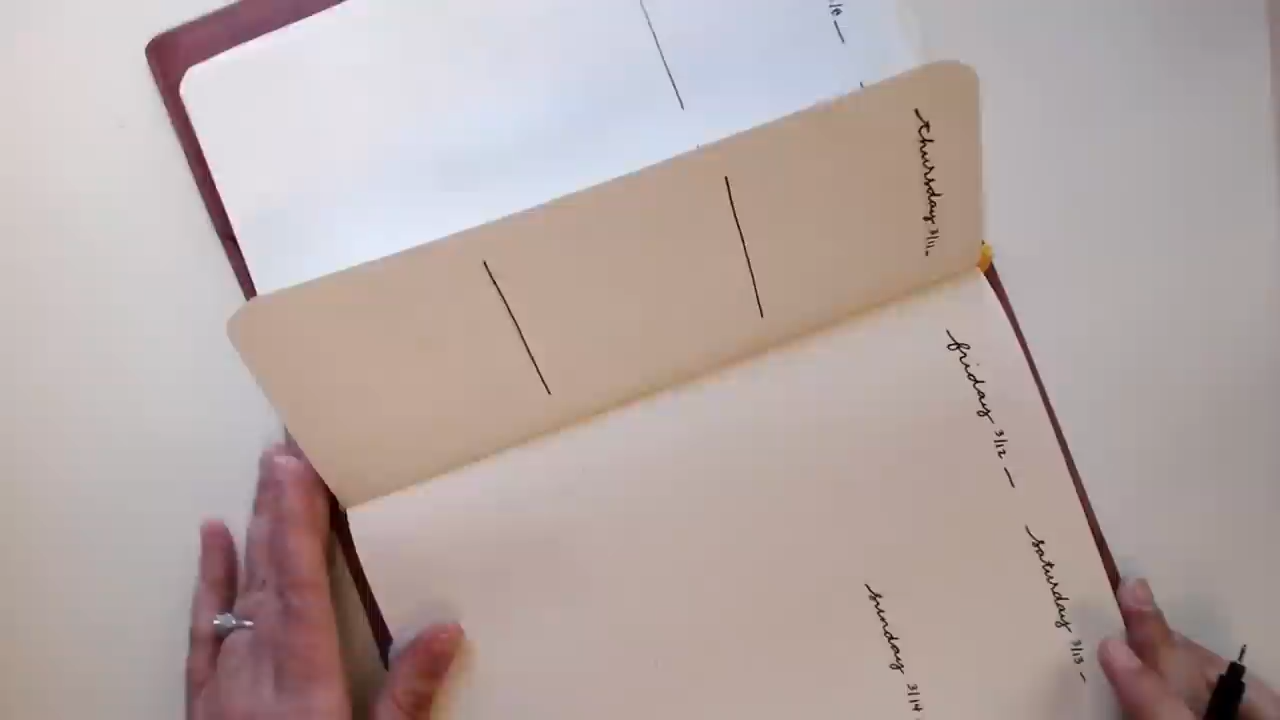 thursday 3/11
friday 3/12 —
saturday 3/13 —
sunday 3/14